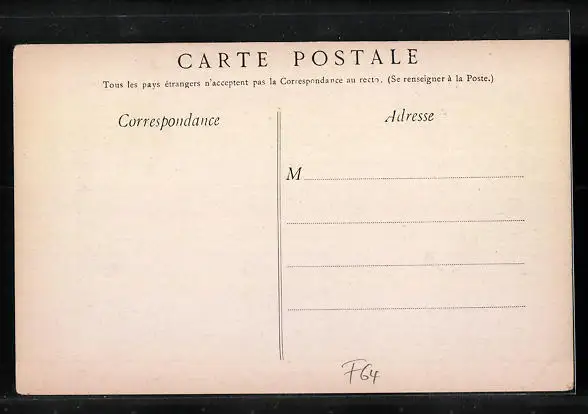 CARTE POSTALE
Tous les pays étrangers n'acceptent pas la Correspondance au recto. (Se renseigner à la Poste.)
Correspondance
Adresse
M
F64